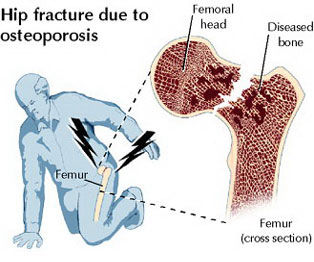 Hip fracture due to
osteoporosis
Femoral
head
Diseased
bone
Femur
Femur
(cross section)